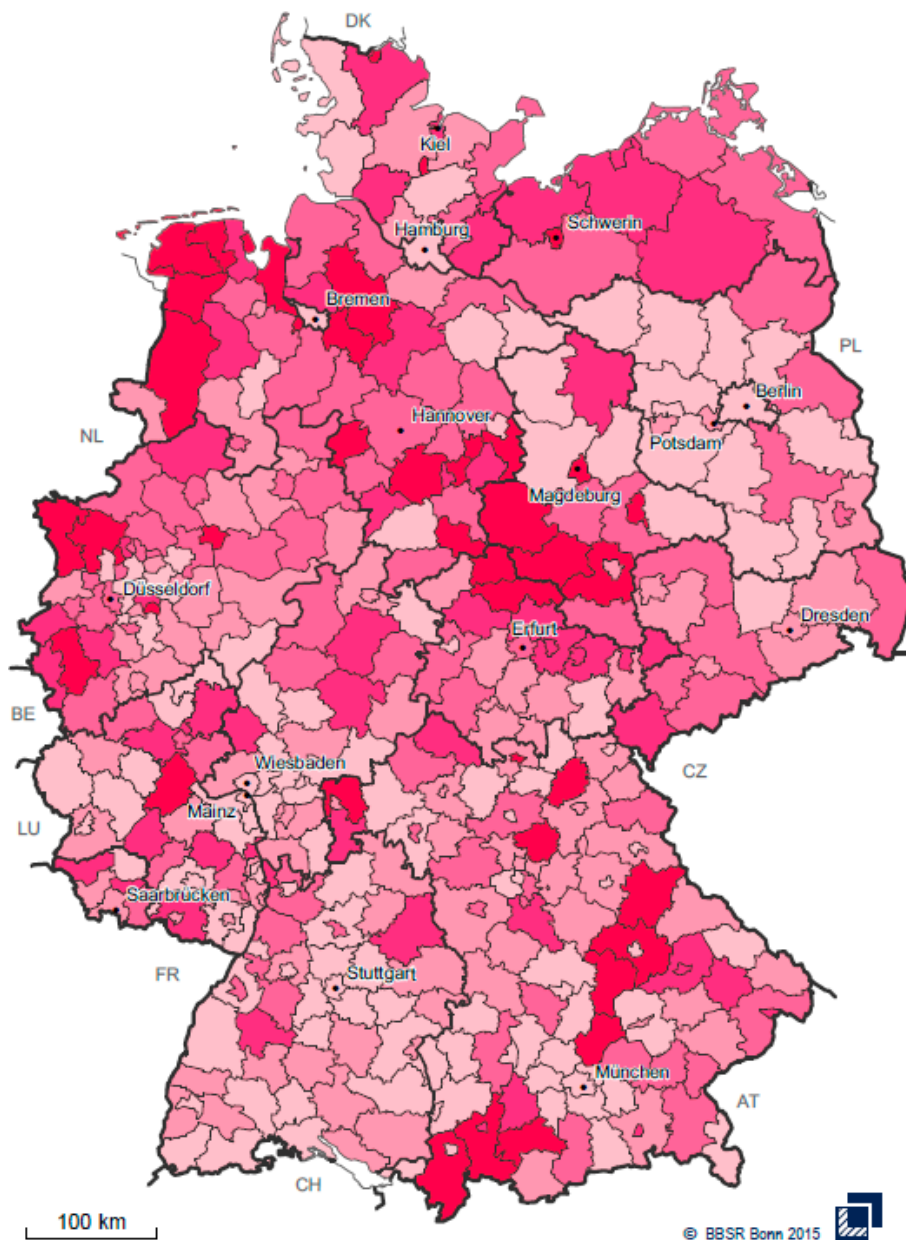 DK
Kiel
Hamburg
Schwerin
Bremen
PL
Berlin
Hannover
NL
Potsdam
Magdeburg
Düsseldorf
Dresden
Erfurt
BE
CZ
Wiesbaden
LU
Mainz
Saarbrücken
FR
Stuttgart
München
AT
CH
100 km
© BBSR Bonn 2015